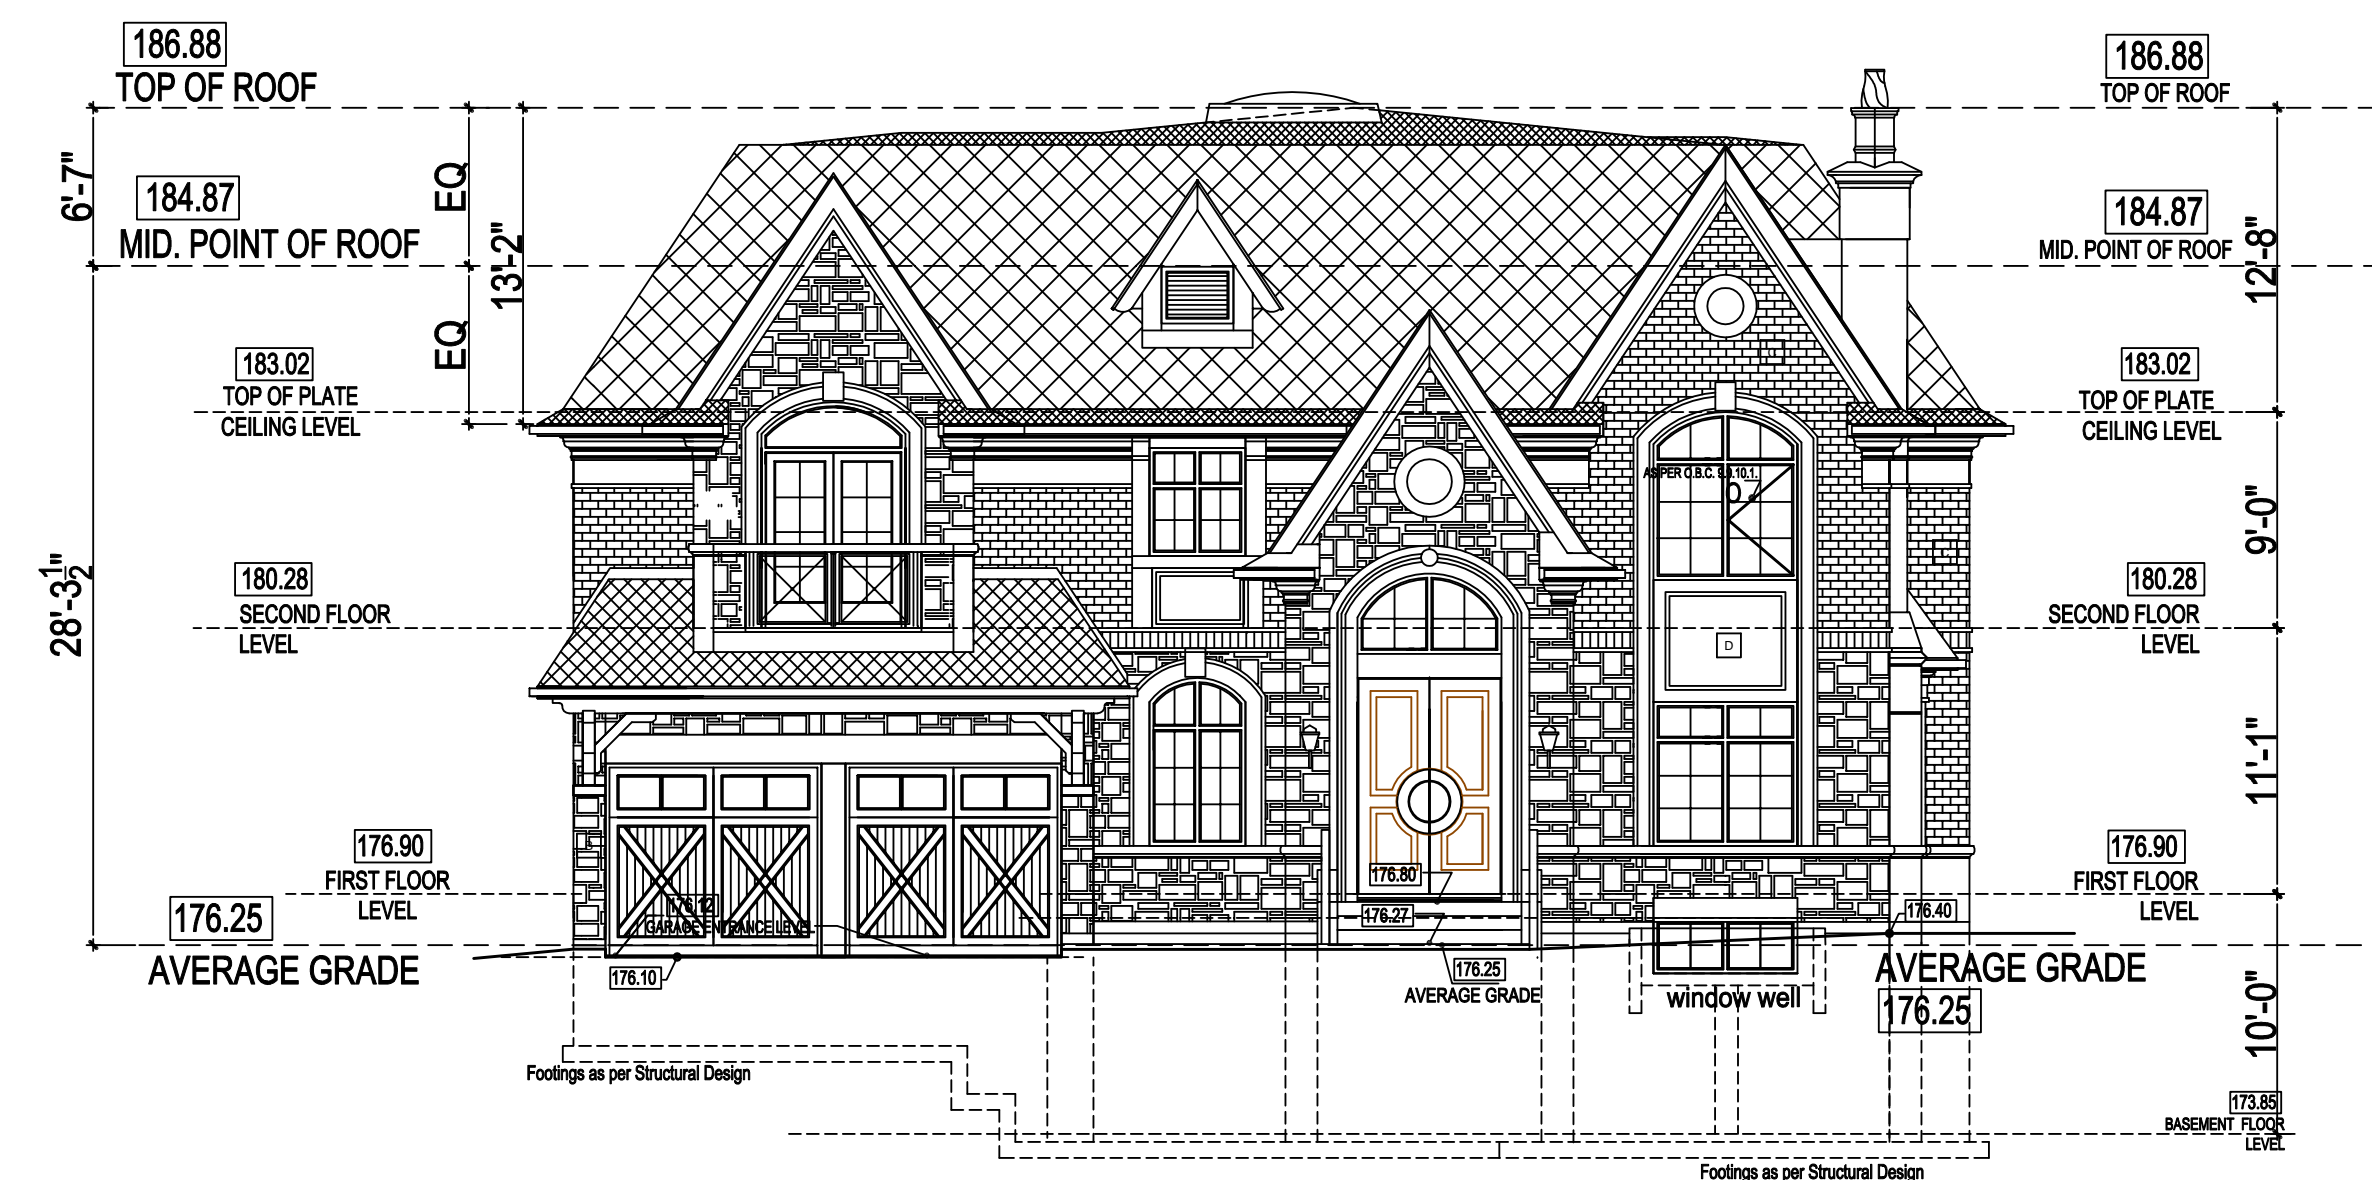 186.88
TOP OF ROOF
6'-7"
184.87
MID. POINT OF ROOF
EQ
EQ
13'-2"
183.02
TOP OF PLATE
CEILING LEVEL
28'-3 1/2"
180.28
SECOND FLOOR
LEVEL
176.90
FIRST FLOOR
LEVEL
176.25
AVERAGE GRADE
176.12
GARAGE ENTRANCE LEVEL
176.10
AS PER O.B.C. 9.9.10.1.
O
D
176.80
176.27
176.25
AVERAGE GRADE
176.40
window well
Footings as per Structural Design
Footings as per Structural Design
186.88
TOP OF ROOF
184.87
MID. POINT OF ROOF
12'-8"
183.02
TOP OF PLATE
CEILING LEVEL
9'-0"
180.28
SECOND FLOOR
LEVEL
11'-1"
176.90
FIRST FLOOR
LEVEL
AVERAGE GRADE
176.25
10'-0"
173.85
BASEMENT FLOOR
LEVEL